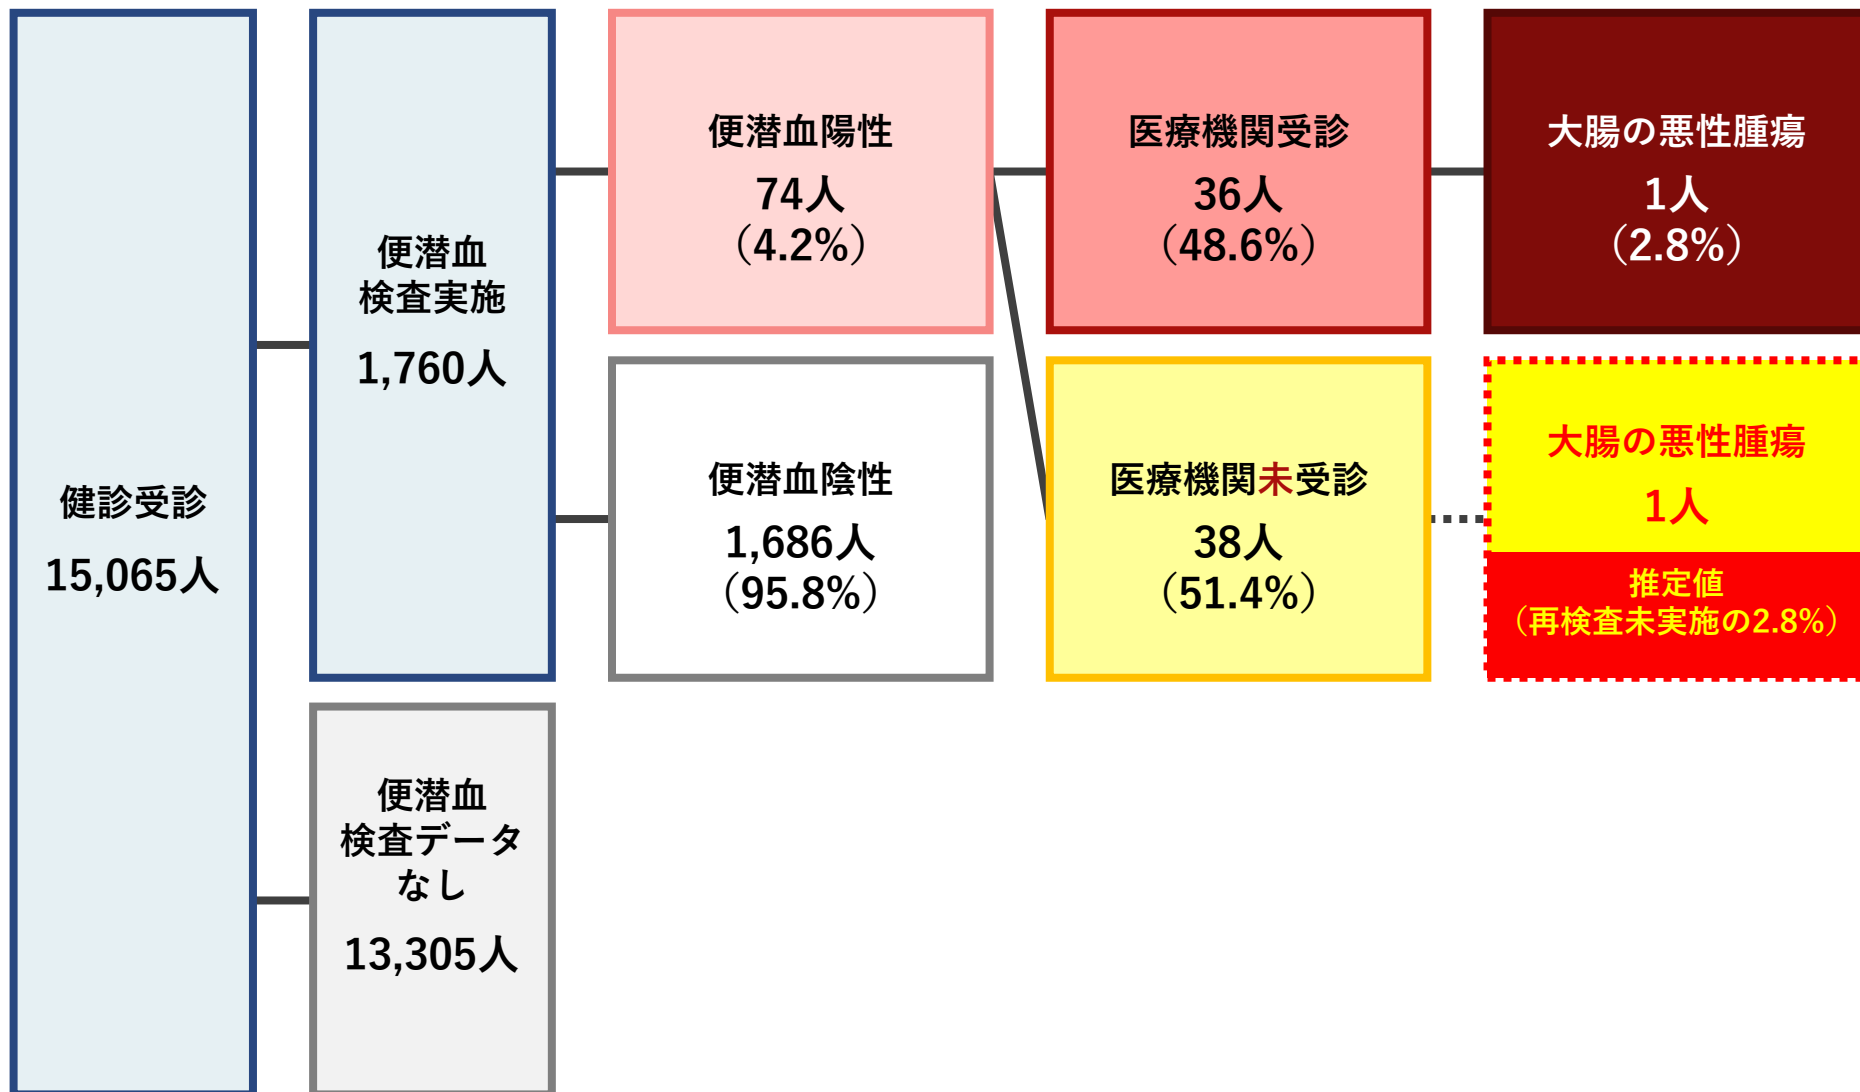 健診受診
15,065人
便潜血
検査実施
1,760人
便潜血
検査データ
なし
13,305人
便潜血陽性
74人
（4.2%）
便潜血陰性
1,686人
（95.8%）
医療機関受診
36人
（48.6%）
医療機関未受診
38人
（51.4%）
大腸の悪性腫瘍
1人
（2.8%）
大腸の悪性腫瘍
1人
推定値
（再検査未実施の2.8%）